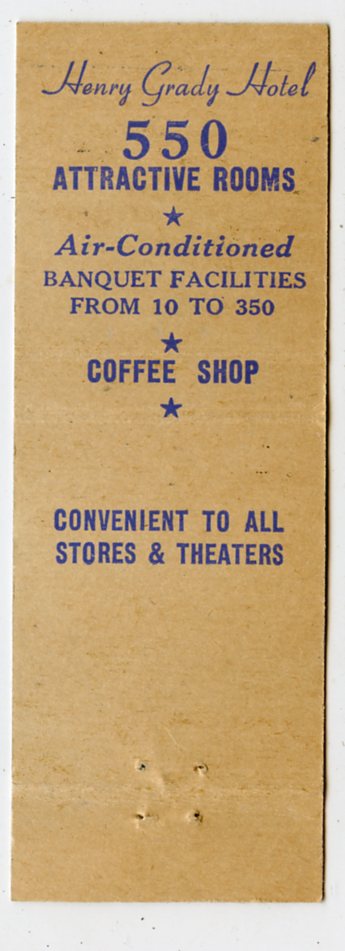 Henry Grady Hotel
550
ATTRACTIVE ROOMS
★
Air-Conditioned
BANQUET FACILITIES
FROM 10 TO 350
★
COFFEE SHOP
★
CONVENIENT TO ALL
STORES & THEATERS